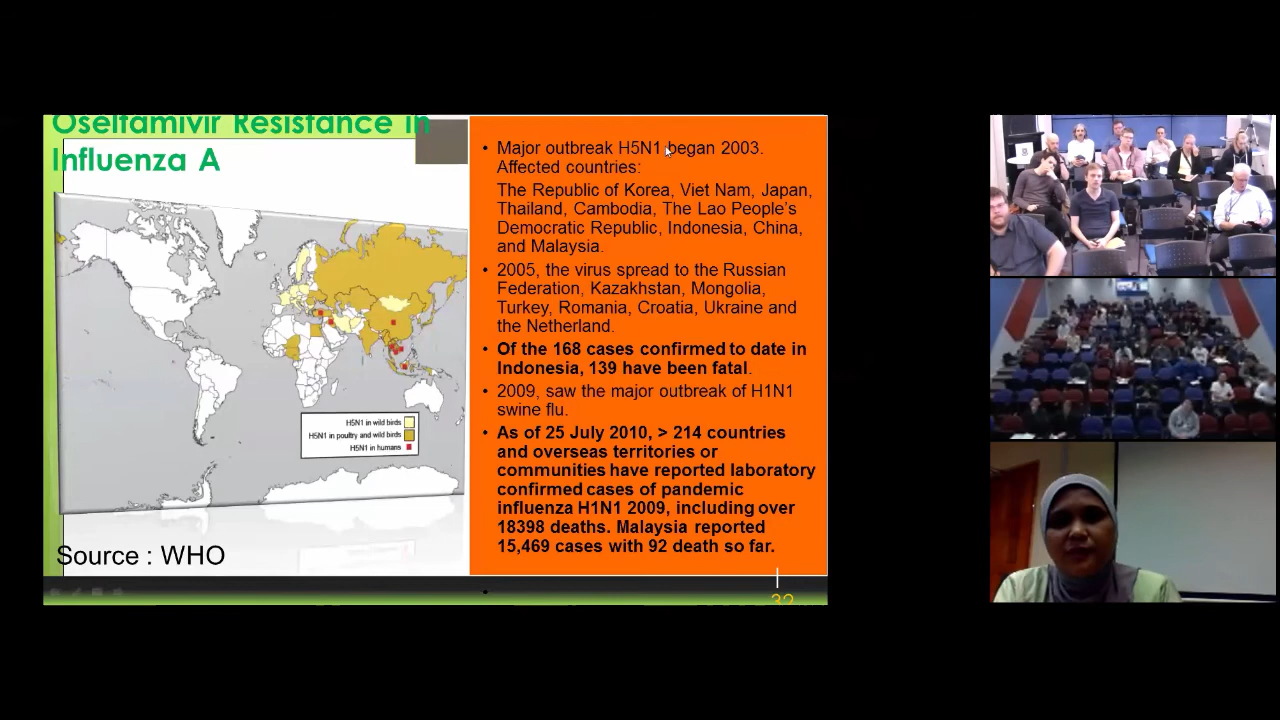 Oseltamivir Resistance in
Influenza A
H5N1 in wild birds
H5N1 in poultry and wild birds
H5N1 in humans
Source : WHO
• Major outbreak H5N1 began 2003.
Affected countries:
The Republic of Korea, Viet Nam, Japan,
Thailand, Cambodia, The Lao People's
Democratic Republic, Indonesia, China,
and Malaysia.
• 2005, the virus spread to the Russian
Federation, Kazakhstan, Mongolia,
Turkey, Romania, Croatia, Ukraine and
the Netherland.
• Of the 168 cases confirmed to date in
Indonesia, 139 have been fatal.
• 2009, saw the major outbreak of H1N1
swine flu.
• As of 25 July 2010, > 214 countries
and overseas territories or
communities have reported laboratory
confirmed cases of pandemic
influenza H1N1 2009, including over
18398 deaths. Malaysia reported
15,469 cases with 92 death so far.
32